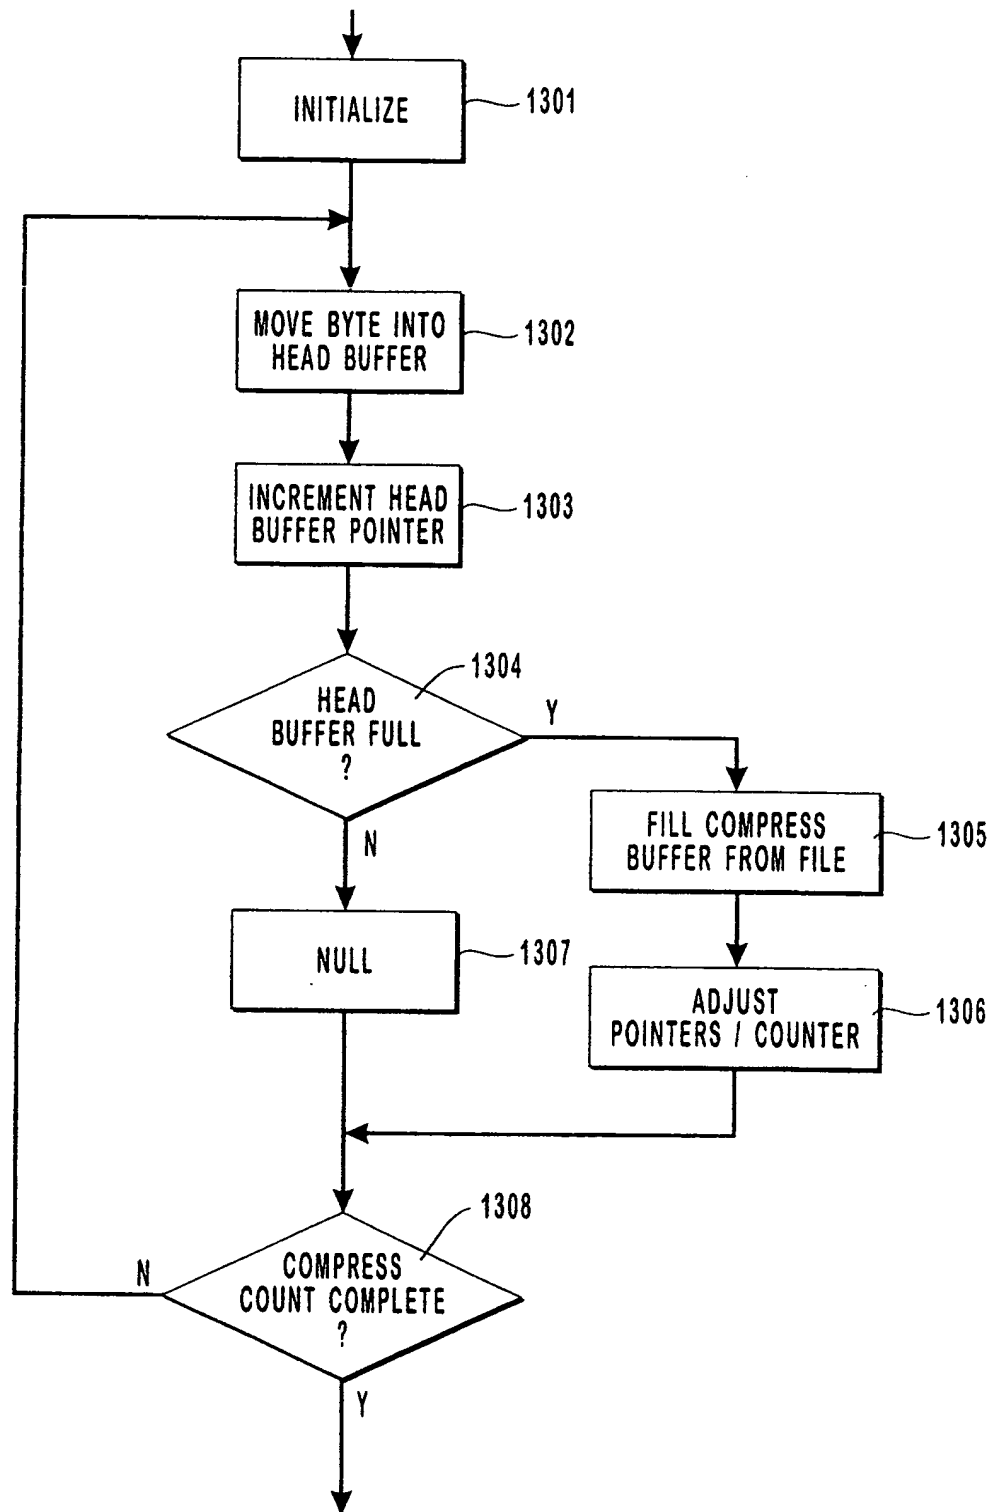 INITIALIZE
1301
MOVE BYTE INTO
HEAD BUFFER
1302
INCREMENT HEAD
BUFFER POINTER
1303
1304
HEAD
BUFFER FULL
?
Y
N
FILL COMPRESS
BUFFER FROM FILE
1305
NULL
1307
ADJUST
POINTERS / COUNTER
1306
1308
COMPRESS
COUNT COMPLETE
?
N
Y